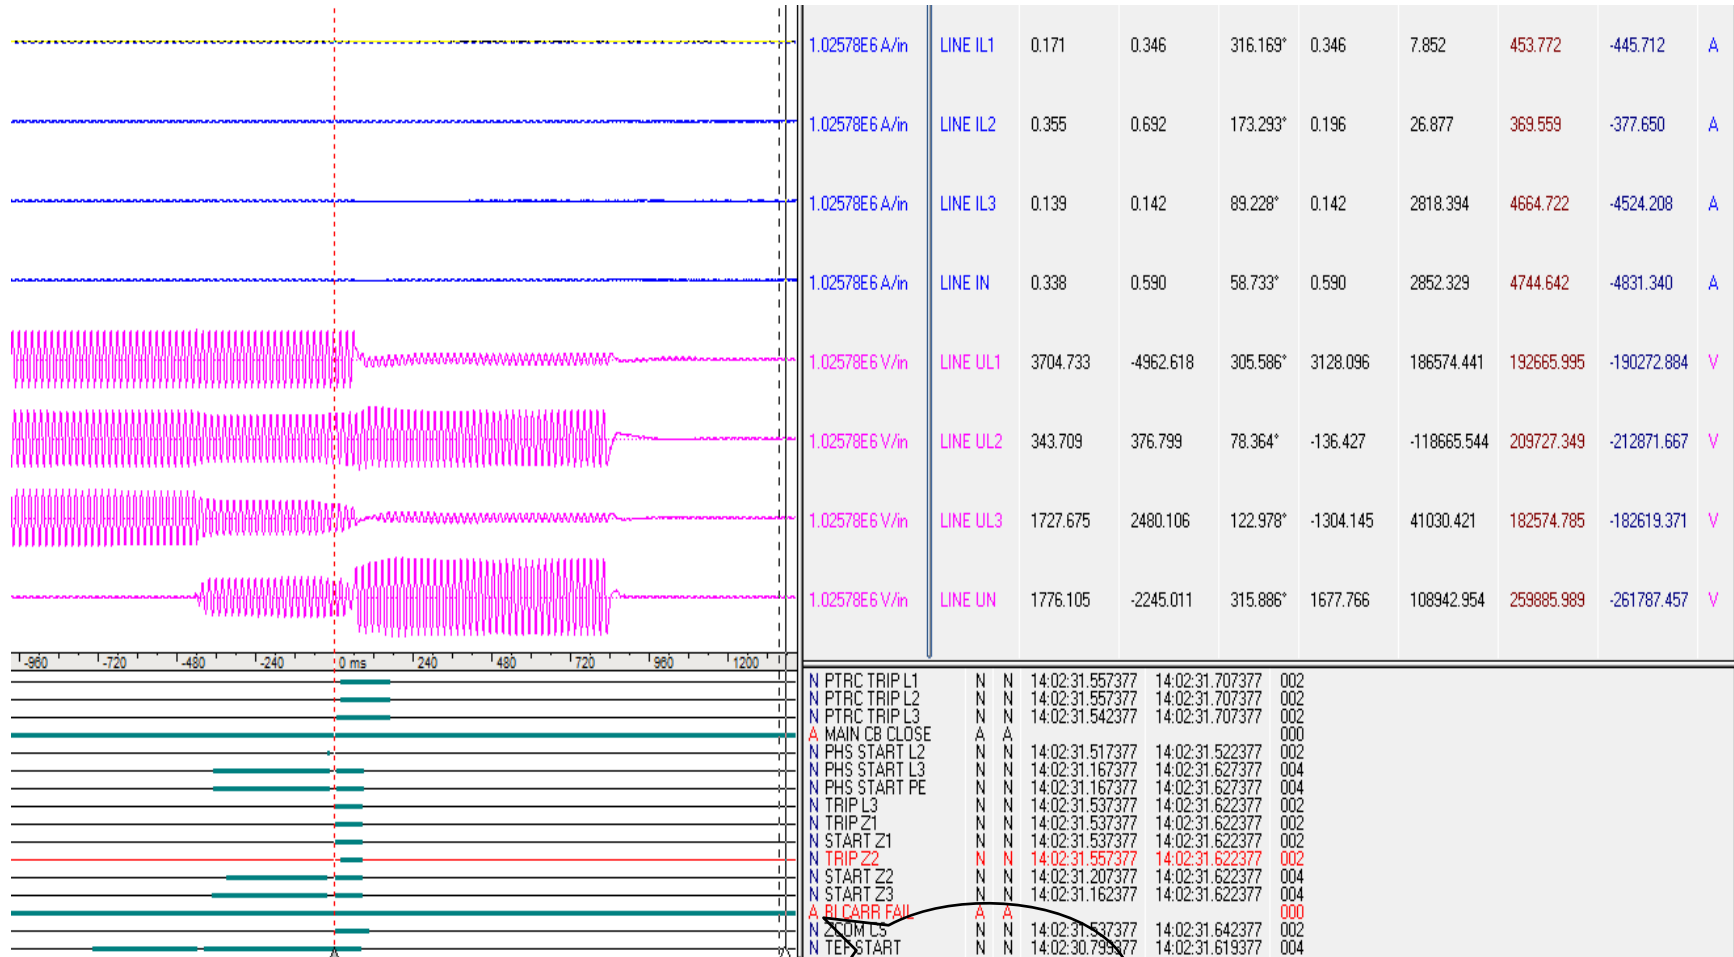 1.02578E6 A/in LINE IL1 0.171 0.346 316.169° 0.346 7.852 453.772 -445.712 A
1.02578E6 A/in LINE IL2 0.355 0.692 173.293° 0.196 26.877 369.559 -377.650 A
1.02578E6 A/in LINE IL3 0.139 0.142 89.228° 0.142 2818.394 4664.722 -4524.208 A
1.02578E6 A/in LINE IN 0.338 0.590 58.733° 0.590 2852.329 4744.642 -4831.340 A
1.02578E6 V/in LINE UL1 3704.733 -4962.618 305.586° 3128.096 186574.441 192665.995 -190272.884 V
1.02578E6 V/in LINE UL2 343.709 376.799 78.364° -136.427 -118665.544 209727.349 -212871.667 V
1.02578E6 V/in LINE UL3 1727.675 2480.106 122.978° -1304.145 41030.421 182574.785 -182619.371 V
1.02578E6 V/in LINE UN 1776.105 -2245.011 315.886° 1677.766 108942.954 259885.989 -261787.457 V
-960 -720 -480 -240 0 ms 240 480 720 960 1200
N PTRC TRIP L1 N N 14:02:31.557377 14:02:31.707377 002
N PTRC TRIP L2 N N 14:02:31.557377 14:02:31.707377 002
N PTRC TRIP L3 N N 14:02:31.542377 14:02:31.707377 002
A MAIN CB CLOSE A A 000
N PHS START L2 N N 14:02:31.517377 14:02:31.522377 002
N PHS START L3 N N 14:02:31.167377 14:02:31.627377 004
N PHS START PE N N 14:02:31.167377 14:02:31.627377 004
N TRIP L3 N N 14:02:31.537377 14:02:31.622377 002
N TRIP Z1 N N 14:02:31.537377 14:02:31.622377 002
N START Z1 N N 14:02:31.537377 14:02:31.622377 002
N TRIP Z2 N N 14:02:31.557377 14:02:31.622377 002
N START Z2 N N 14:02:31.207377 14:02:31.622377 004
N START Z3 N N 14:02:31.162377 14:02:31.622377 004
A BI CARR FAIL A A 000
N ZCOM CS N N 14:02:31.537377 14:02:31.642377 002
N TEF START N N 14:02:30.799377 14:02:31.619377 004